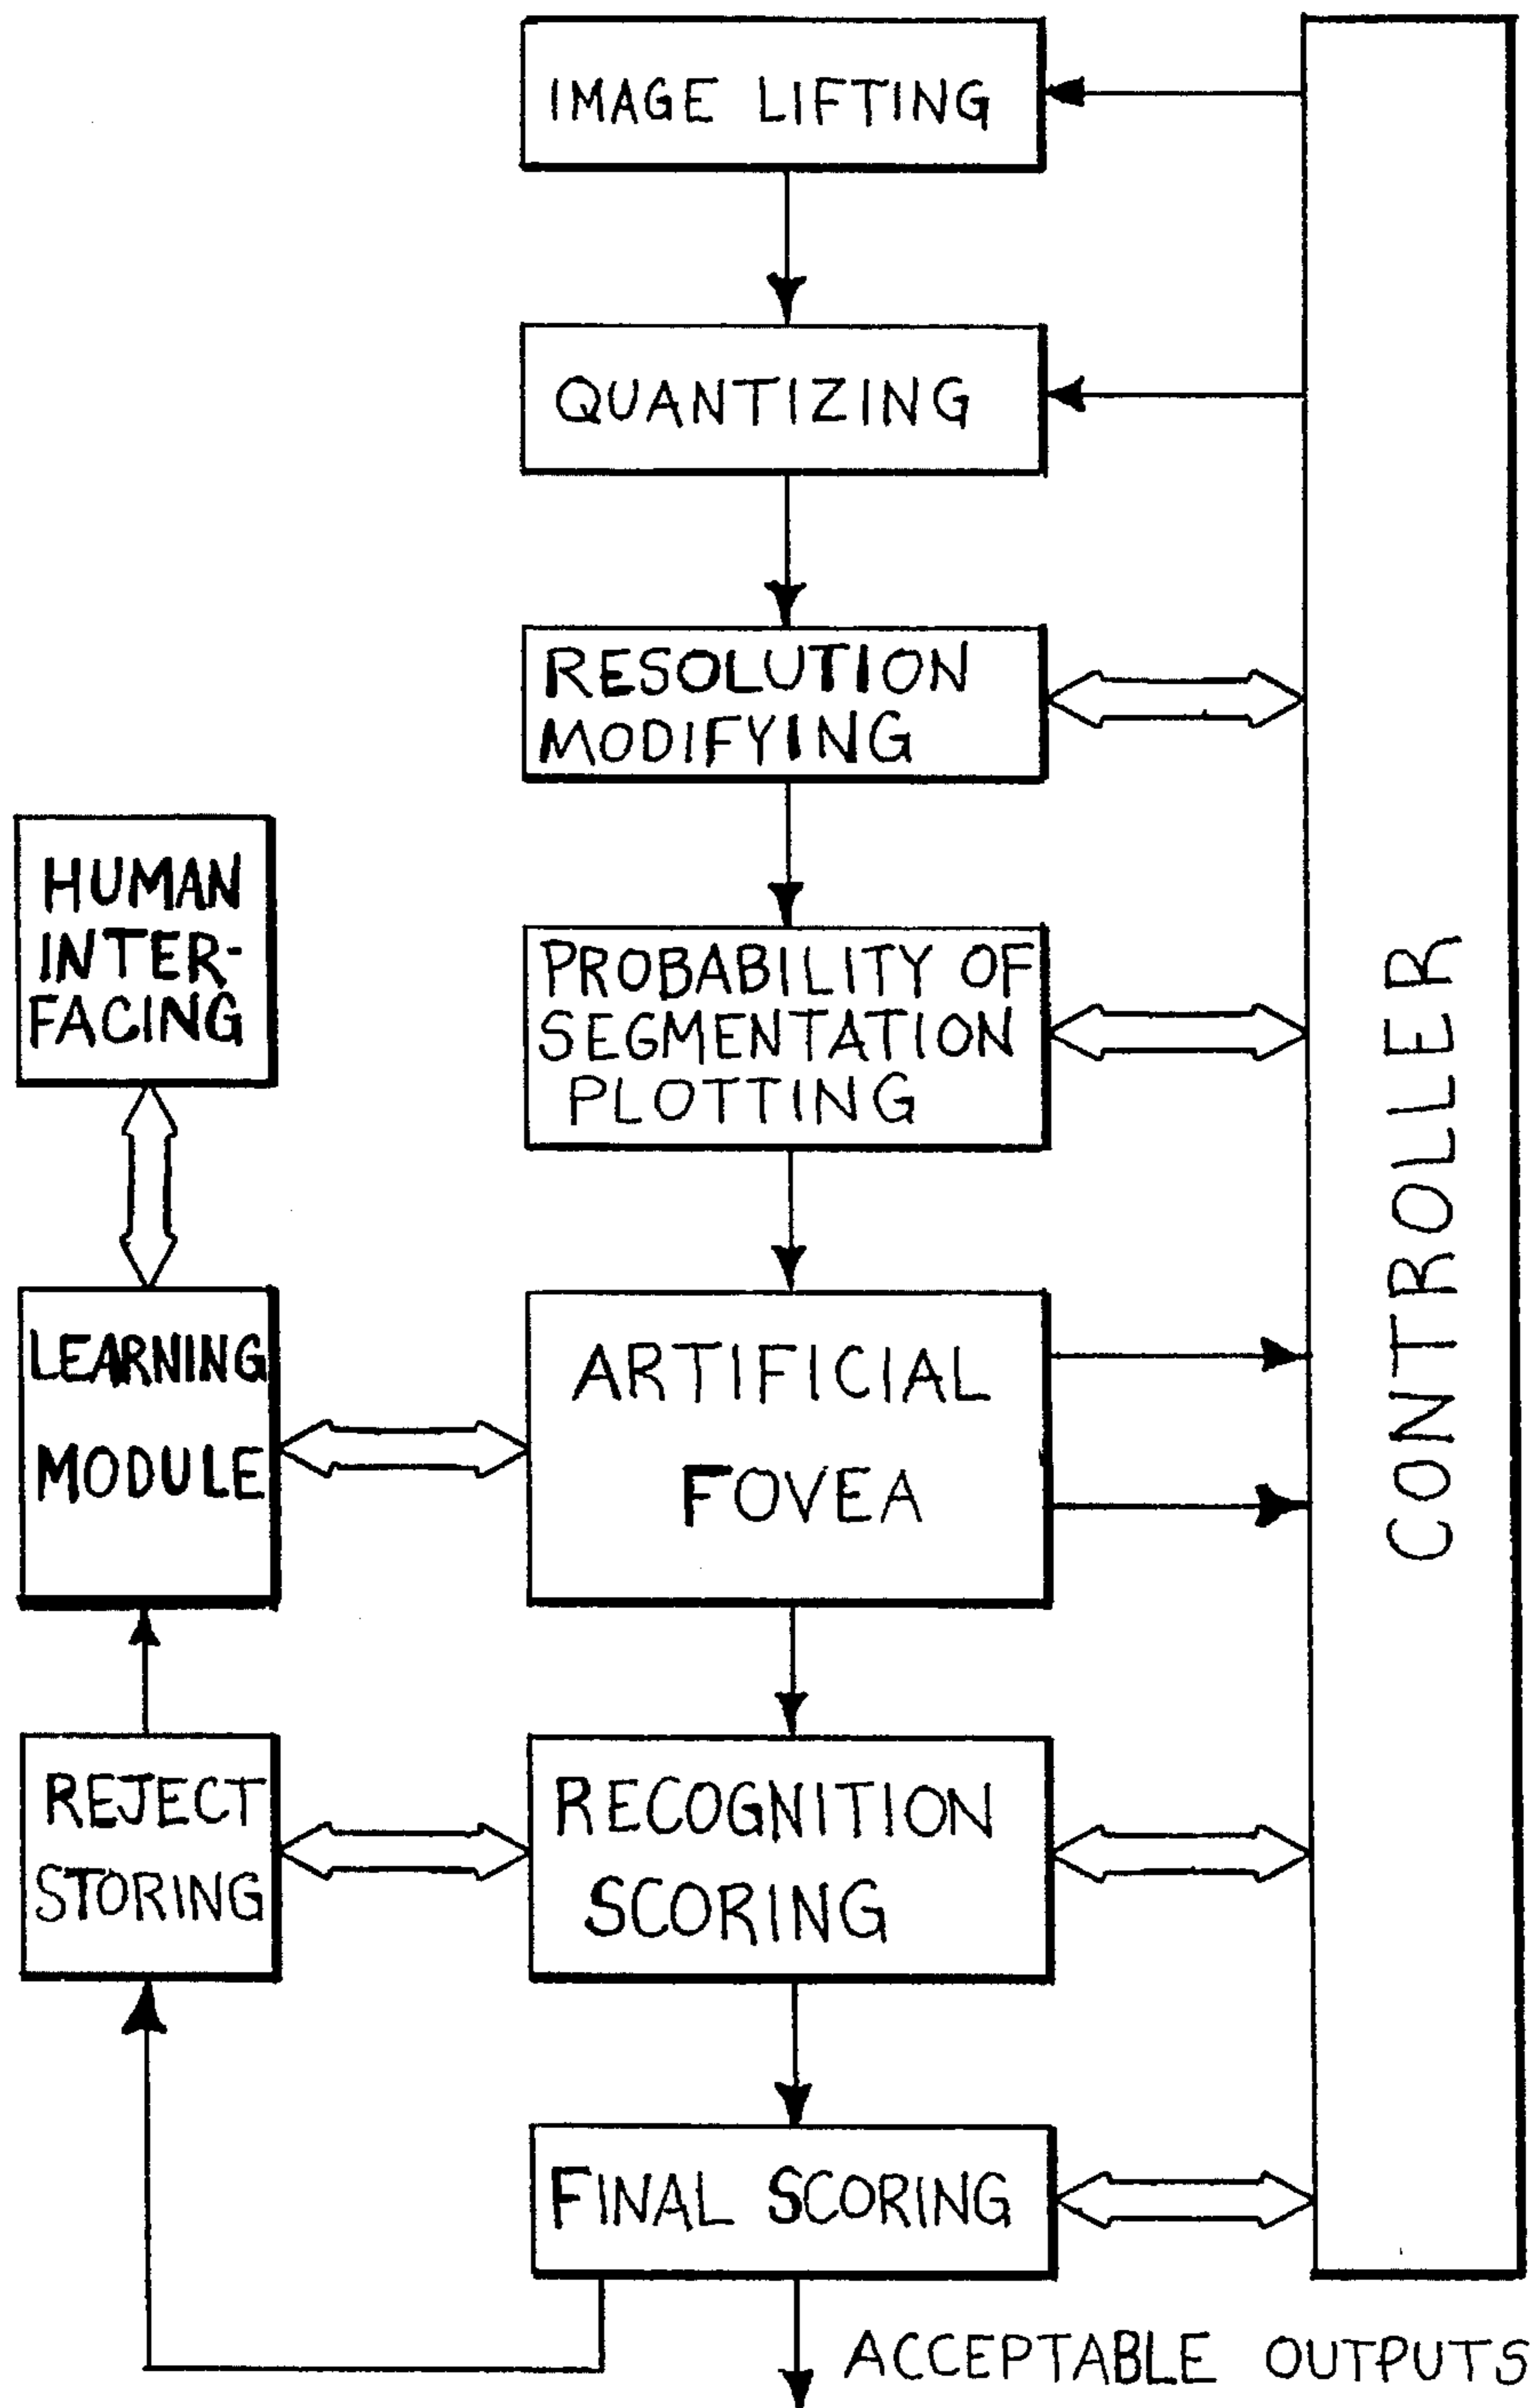 IMAGE LIFTING
QUANTIZING
RESOLUTION
MODIFYING
HUMAN
INTER-
FACING
PROBABILITY OF
SEGMENTATION
PLOTTING
CONTROLLER
LEARNING
MODULE
ARTIFICIAL
FOVEA
REJECT
STORING
RECOGNITION
SCORING
FINAL SCORING
ACCEPTABLE OUTPUTS